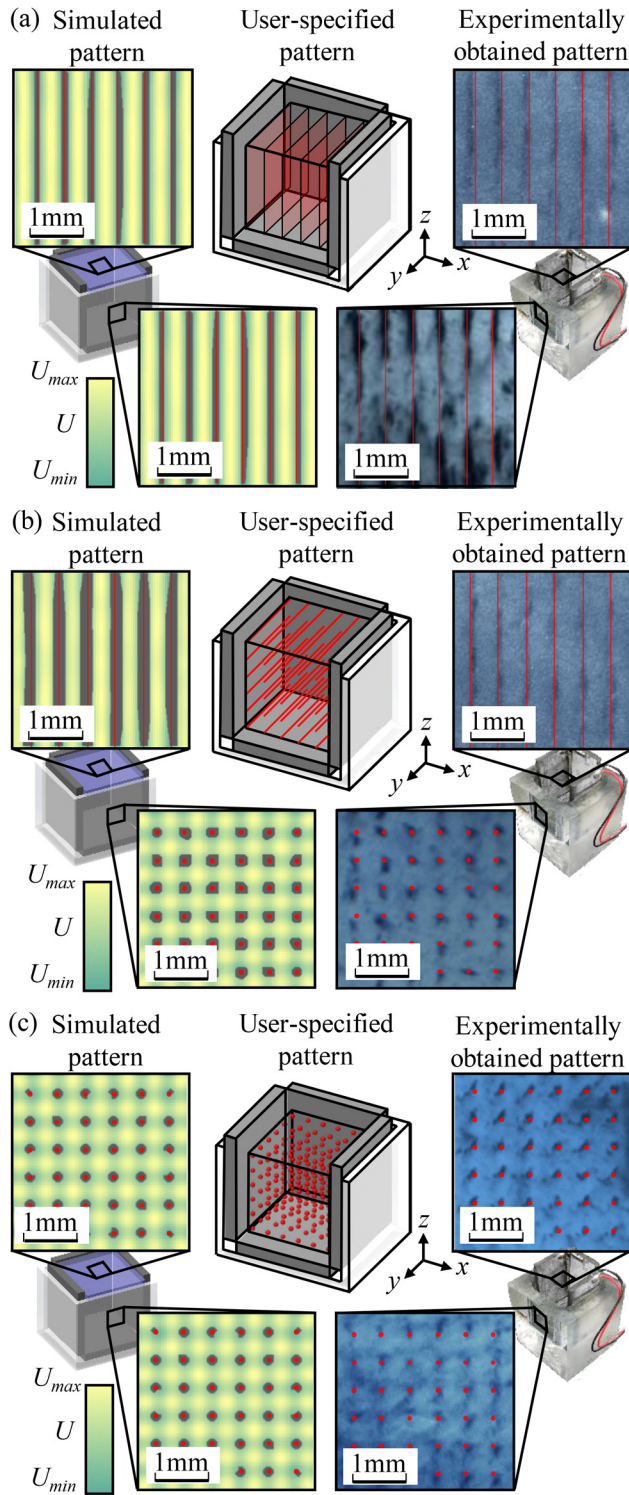 (a)
Simulated
pattern
User-specified
pattern
Experimentally
obtained pattern
1mm
1mm
z
y
x
1mm
1mm
U_max
U
U_min
(b)
Simulated
pattern
User-specified
pattern
Experimentally
obtained pattern
1mm
1mm
z
y
x
1mm
1mm
U_max
U
U_min
(c)
Simulated
pattern
User-specified
pattern
Experimentally
obtained pattern
1mm
1mm
z
y
x
1mm
1mm
U_max
U
U_min